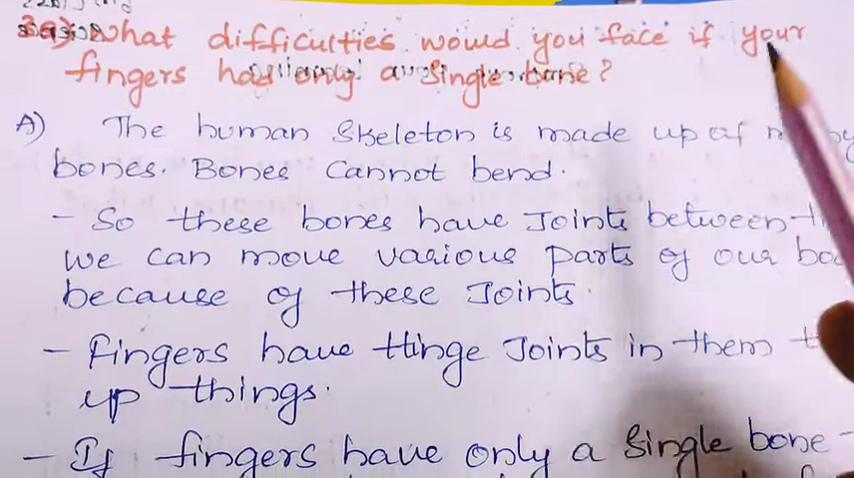 3a) What difficulties would you face if your
fingers had only a single bone?
A) The human Skeleton is made up of
bones. Bones Cannot bend.
- So these bones have Joints between
we can move various parts of our
because of these Joints.
- Fingers have Hinge Joints in them
up things.
- If fingers have only a single bone